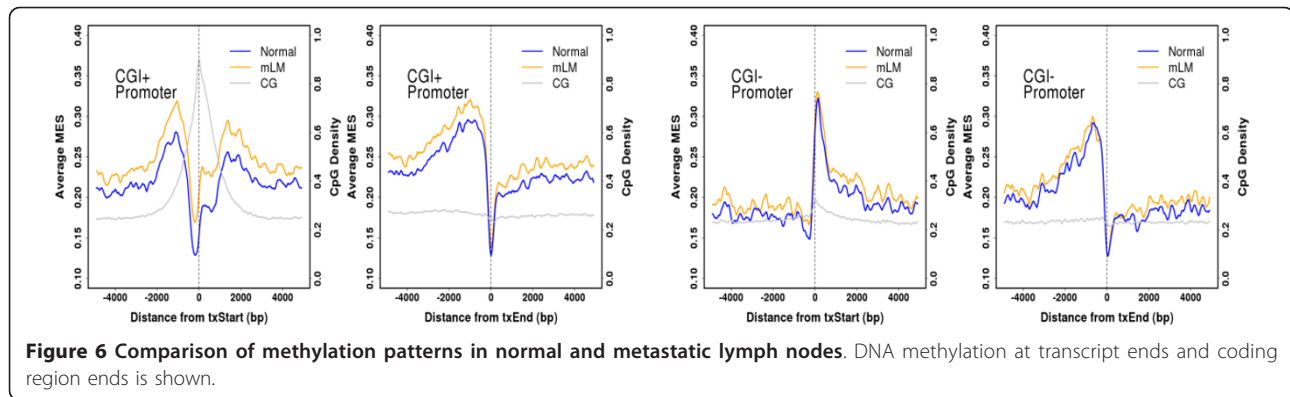 Average MES
0.10 0.15 0.20 0.25 0.30 0.35 0.40
CGI+
Promoter
Normal
mLM
CG
CpG Density
0.0 0.2 0.4 0.6 0.8 1.0
-4000 -2000 0 2000 4000
Distance from txStart (bp)
Average MES
0.10 0.15 0.20 0.25 0.30 0.35 0.40
CGI+
Promoter
Normal
mLM
CG
CpG Density
0.0 0.2 0.4 0.6 0.8 1.0
-4000 -2000 0 2000 4000
Distance from txEnd (bp)
Average MES
0.10 0.15 0.20 0.25 0.30 0.35 0.40
CGI-
Promoter
Normal
mLM
CG
CpG Density
0.0 0.2 0.4 0.6 0.8 1.0
-4000 -2000 0 2000 4000
Distance from txStart (bp)
Average MES
0.10 0.15 0.20 0.25 0.30 0.35 0.40
CGI-
Promoter
Normal
mLM
CG
CpG Density
0.0 0.2 0.4 0.6 0.8 1.0
-4000 -2000 0 2000 4000
Distance from txEnd (bp)
Figure 6 Comparison of methylation patterns in normal and metastatic lymph nodes. DNA methylation at transcript ends and coding
region ends is shown.